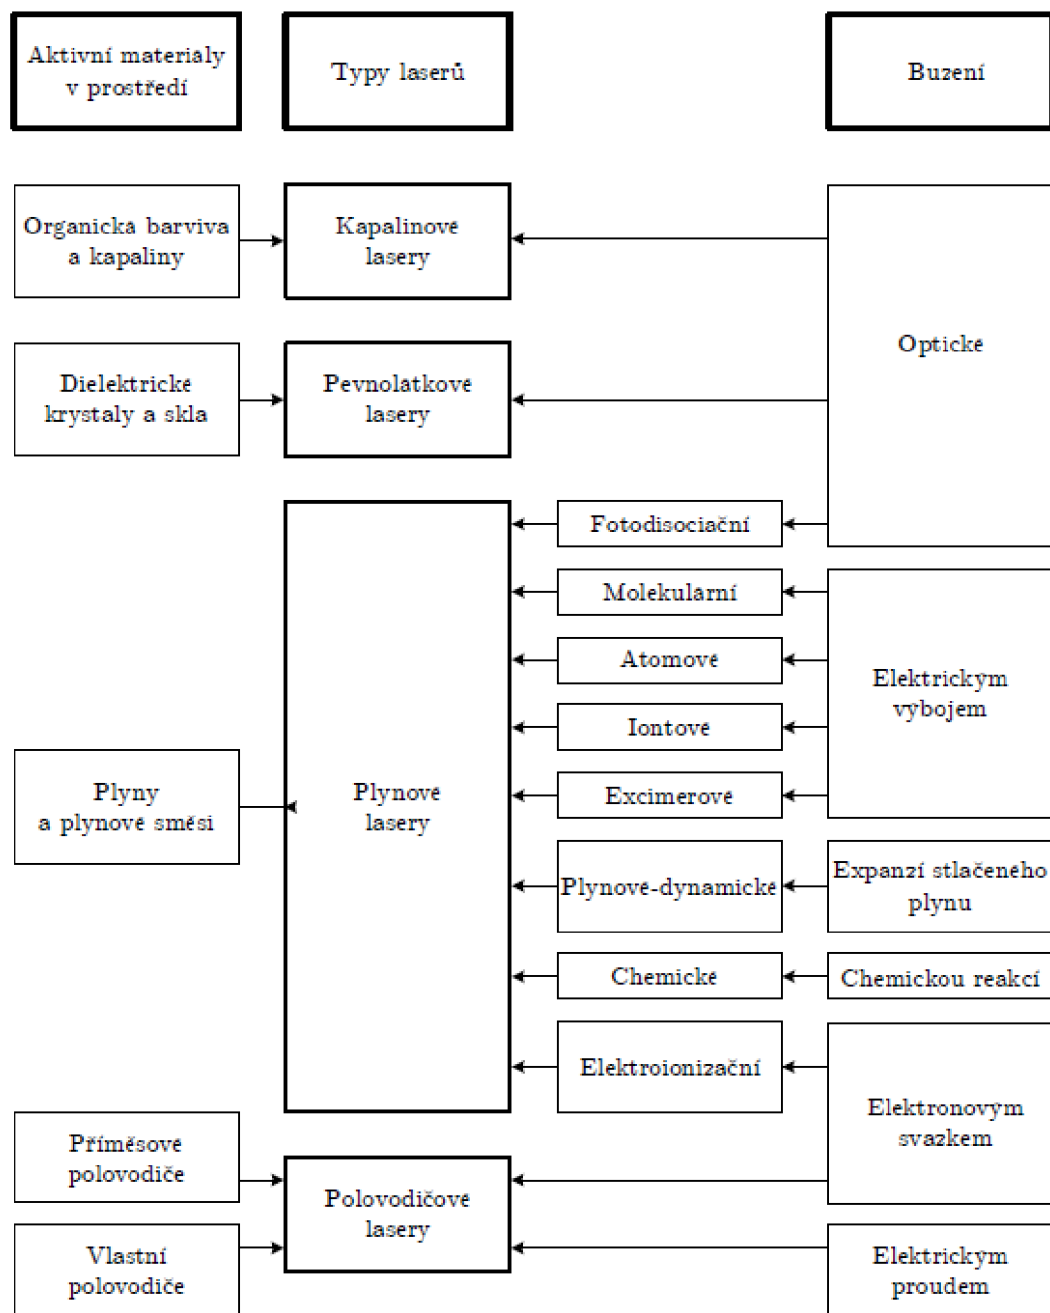 Aktivní materiály
v prostředí
Typy laserů
Buzení
Organická barviva
a kapaliny
Kapalinové
lasery
Optické
Dielektrické
krystaly a skla
Pevnolátkové
lasery
Fotodisociační
Molekulární
Atomové
Iontové
Excimerové
Elektrickým
výbojem
Plyny
a plynové směsi
Plynové
lasery
Plynové-dynamické
Expanzí stlačeného
plynu
Chemické
Chemickou reakcí
Elektroionizační
Elektronovým
svazkem
Příměsové
polovodiče
Polovodičové
lasery
Vlastní
polovodiče
Elektrickým
proudem